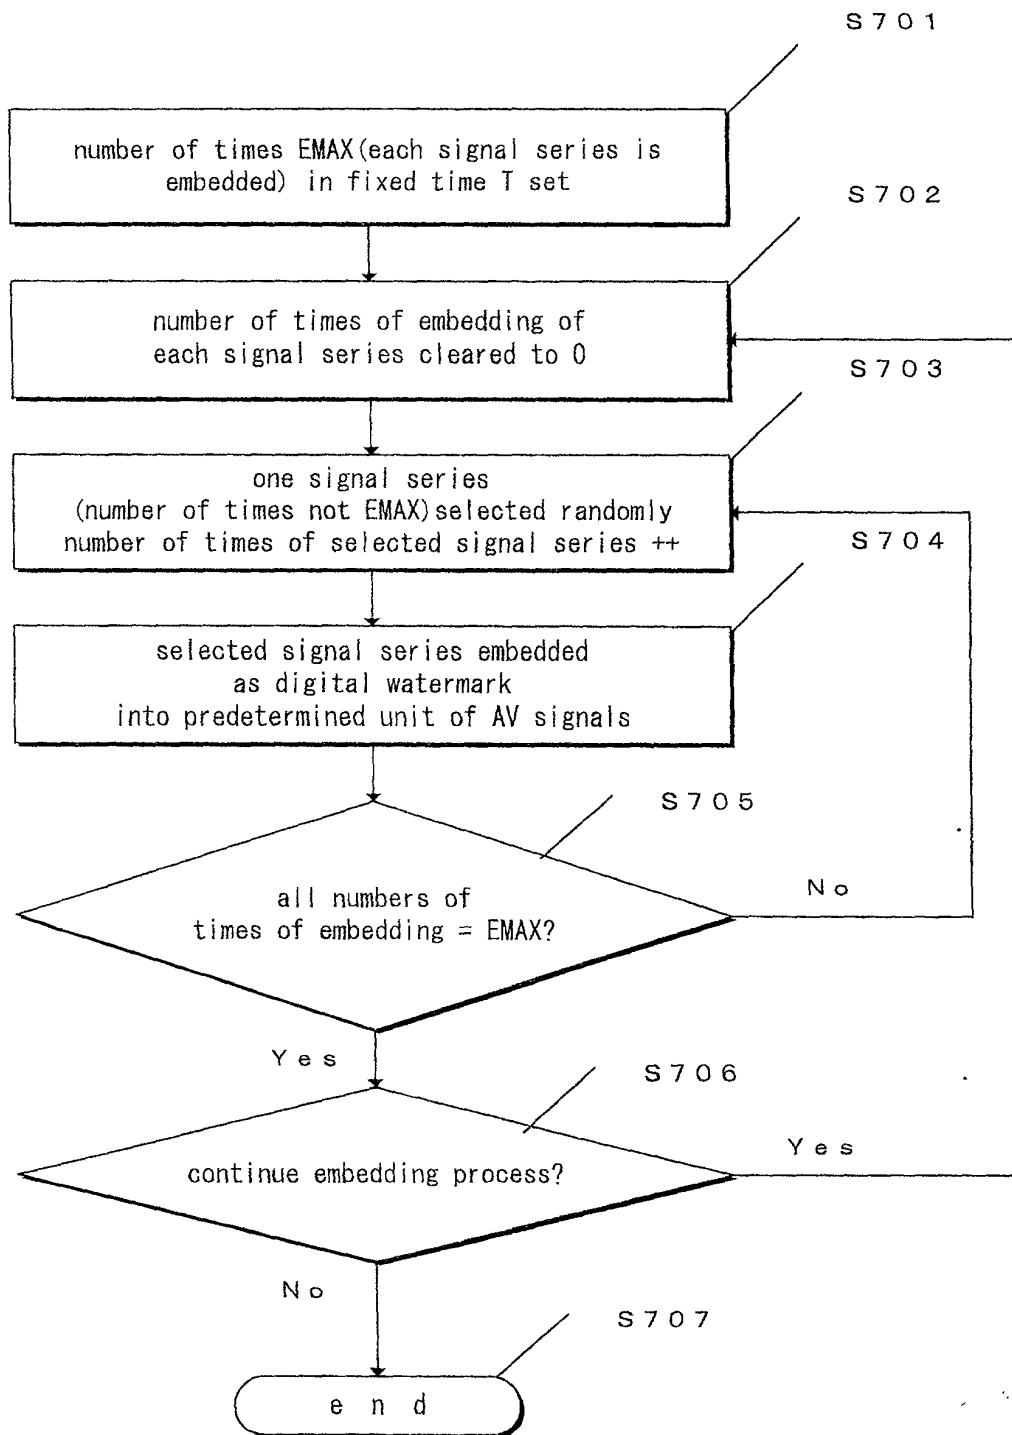 S701
number of times EMAX(each signal series is
embedded) in fixed time T set
S702
number of times of embedding of
each signal series cleared to 0
S703
one signal series
(number of times not EMAX)selected randomly
number of times of selected signal series ++
S704
selected signal series embedded
as digital watermark
into predetermined unit of AV signals
S705
all numbers of
times of embedding = EMAX?
No
Yes
S706
continue embedding process?
Yes
No
S707
end